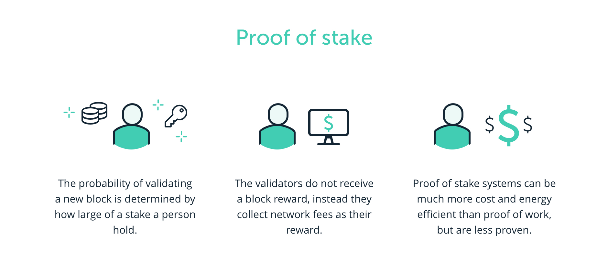 Proof of stake
$
$
$
$
The probability of validating
a new block is determined by
how large of a stake a person
hold.
The validators do not receive
a block reward, instead they
collect network fees as their
reward.
Proof of stake systems can be
much more cost and energy
efficient than proof of work,
but are less proven.